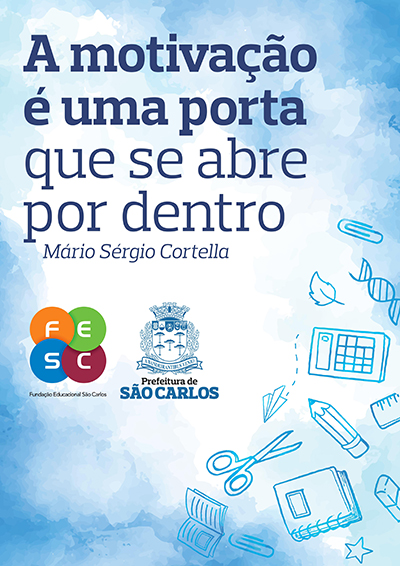 A motivação
é uma porta
que se abre
por dentro
Mário Sérgio Cortella
F E
S C
Fundação Educacional São Carlos
Prefeitura de
SÃO CARLOS